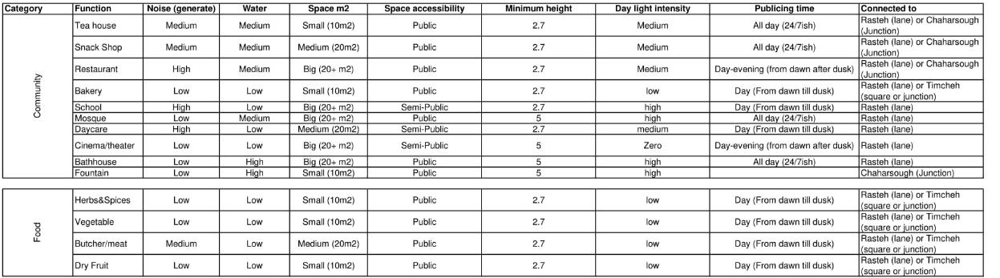 Category Function Noise (generate) Water Space m2 Space accessibility Minimum height Day light intensity Publicing time Connected to
Community
Tea house Medium Medium Small (10m2) Public 2.7 Medium All day (24/7ish) Rasteh (lane) or Chaharsough
(Junction)
Snack Shop Medium Medium Medium (20m2) Public 2.7 Medium All day (24/7ish) Rasteh (lane) or Chaharsough
(Junction)
Restaurant High Medium Big (20+ m2) Public 2.7 Medium Day-evening (from dawn after dusk) Rasteh (lane) or Chaharsough
(Junction)
Bakery Low Low Small (10m2) Public 2.7 low Day (From dawn till dusk) Rasteh (lane) or Timcheh
(square or junction)
School High Low Big (20+ m2) Semi-Public 2.7 high Day (From dawn till dusk) Rasteh (lane)
Mosque Low Medium Big (20+ m2) Public 5 high All day (24/7ish) Rasteh (lane)
Daycare High Low Medium (20m2) Semi-Public 2.7 medium Day (From dawn till dusk) Rasteh (lane)
Cinema/theater Low Low Big (20+ m2) Semi-Public 5 Zero Day-evening (from dawn after dusk) Rasteh (lane)
Bathhouse Low High Big (20+ m2) Public 5 high All day (24/7ish) Rasteh (lane)
Fountain Low High Small (10m2) Public 5 high Chaharsough (Junction)
Food
Herbs&Spices Low Low Small (10m2) Public 2.7 low Day (From dawn till dusk) Rasteh (lane) or Timcheh
(square or junction)
Vegetable Low Low Small (10m2) Public 2.7 low Day (From dawn till dusk) Rasteh (lane) or Timcheh
(square or junction)
Butcher/meat Medium Low Medium (20m2) Public 2.7 low Day (From dawn till dusk) Rasteh (lane) or Timcheh
(square or junction)
Dry Fruit Low Low Small (10m2) Public 2.7 low Day (From dawn till dusk) Rasteh (lane) or Timcheh
(square or junction)